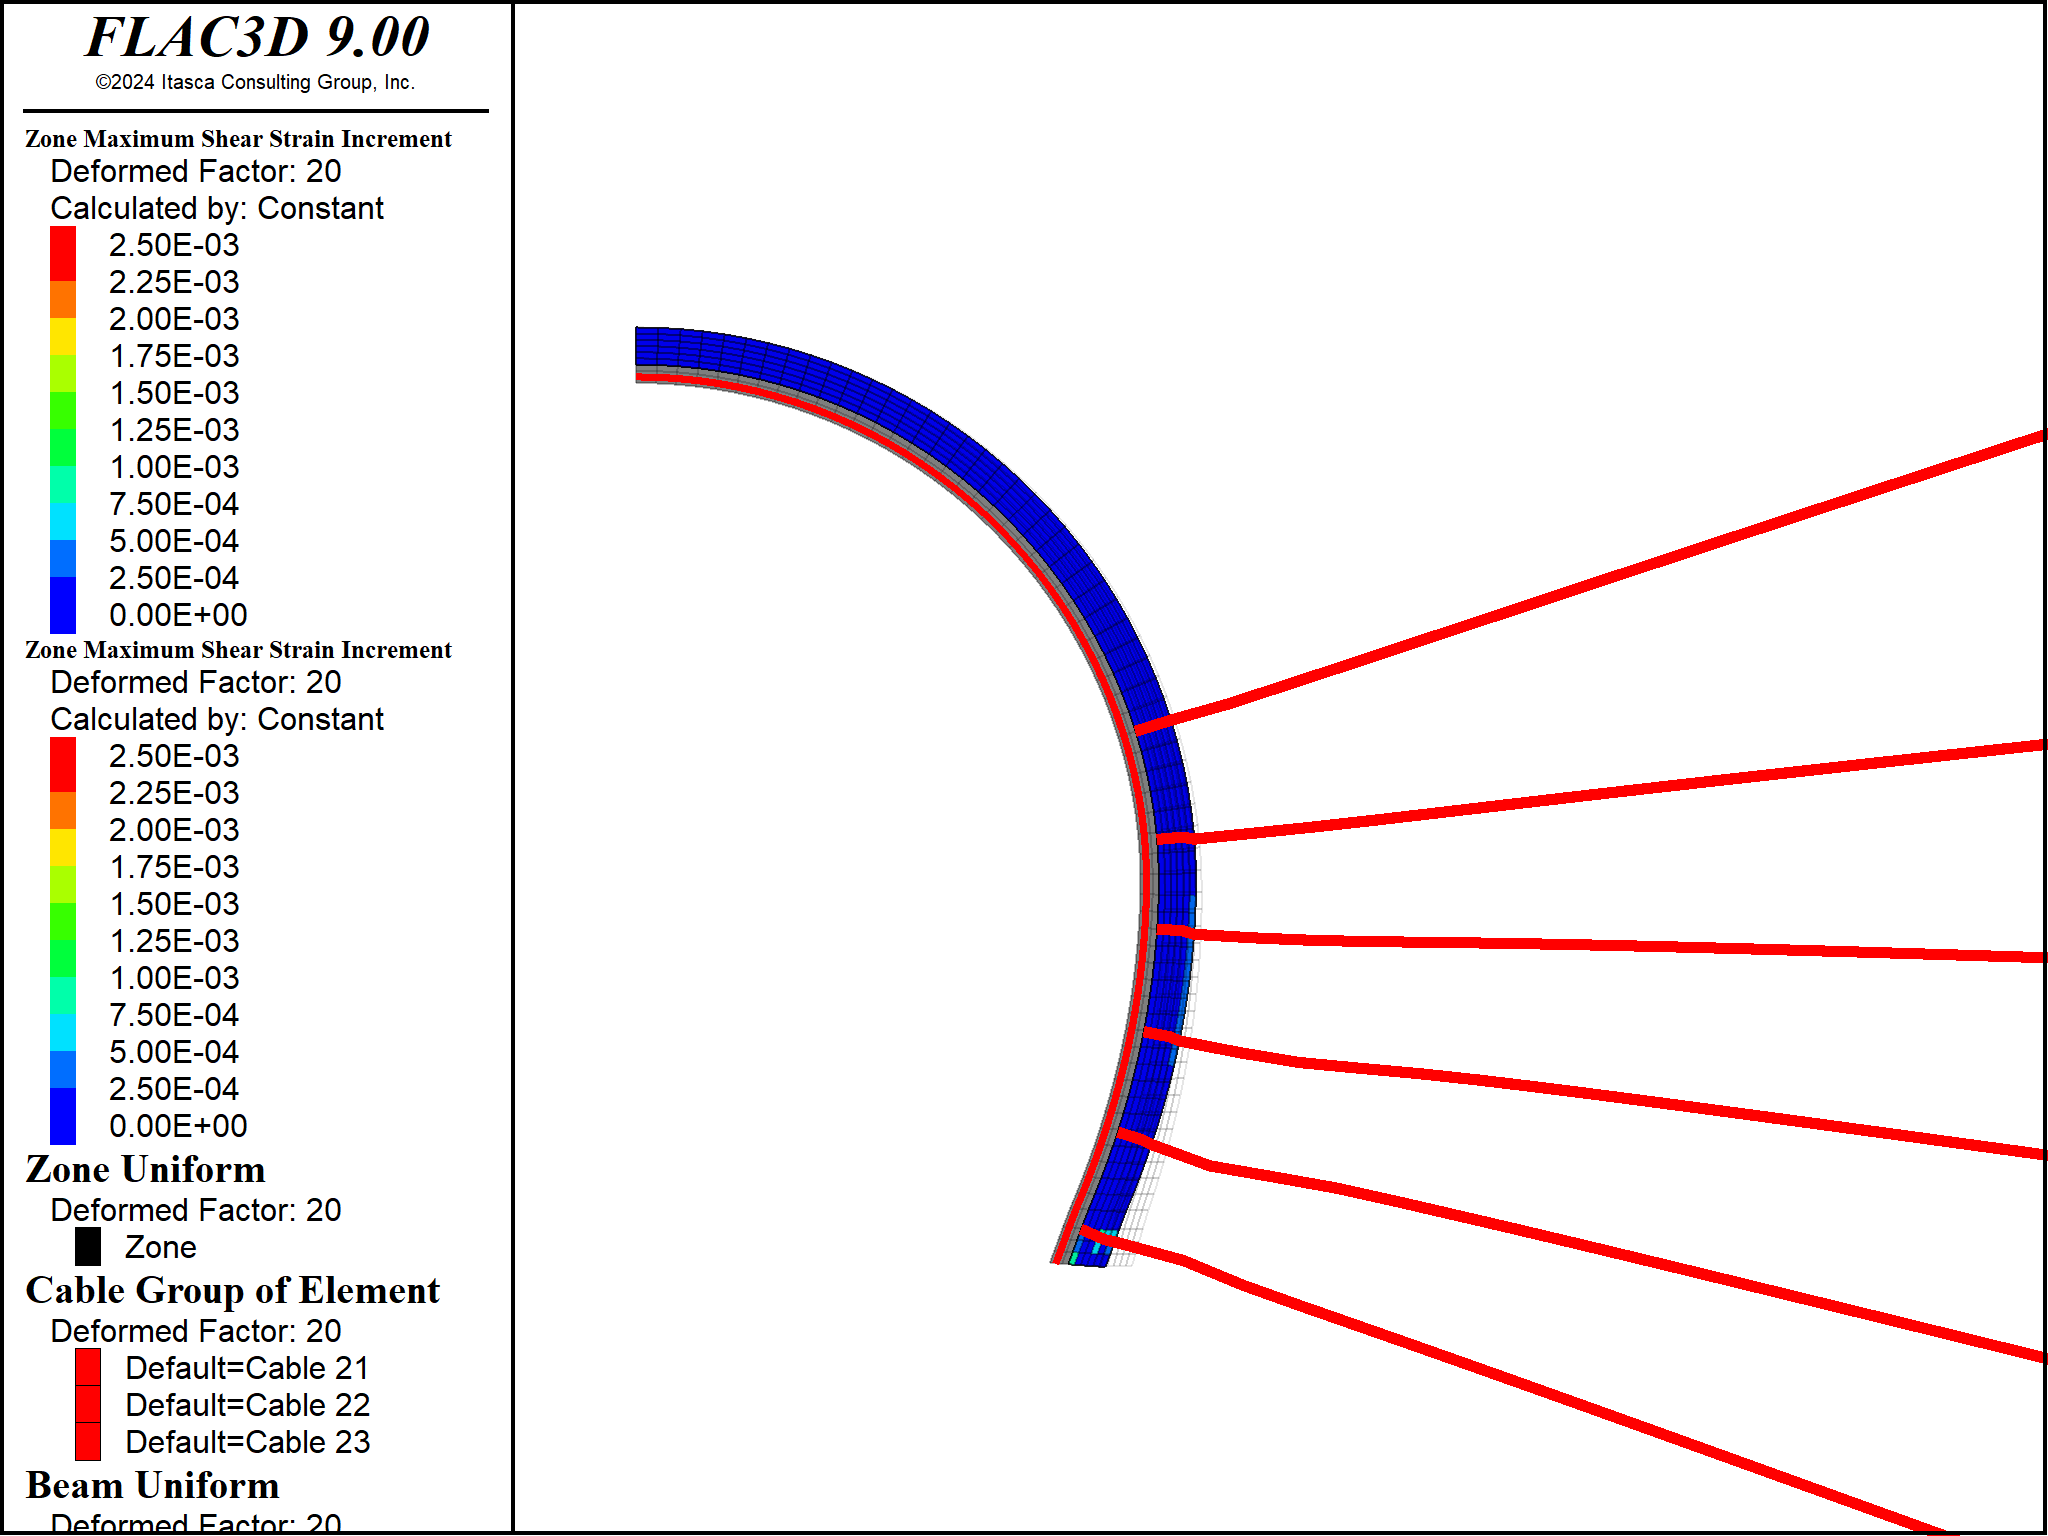 FLAC3D 9.00
©2024 Itasca Consulting Group, Inc.
Zone Maximum Shear Strain Increment
Deformed Factor: 20
Calculated by: Constant
2.50E-03
2.25E-03
2.00E-03
1.75E-03
1.50E-03
1.25E-03
1.00E-03
7.50E-04
5.00E-04
2.50E-04
0.00E+00
Zone Maximum Shear Strain Increment
Deformed Factor: 20
Calculated by: Constant
2.50E-03
2.25E-03
2.00E-03
1.75E-03
1.50E-03
1.25E-03
1.00E-03
7.50E-04
5.00E-04
2.50E-04
0.00E+00
Zone Uniform
Deformed Factor: 20
Zone
Cable Group of Element
Deformed Factor: 20
Default=Cable 21
Default=Cable 22
Default=Cable 23
Beam Uniform
Deformed Factor: 20